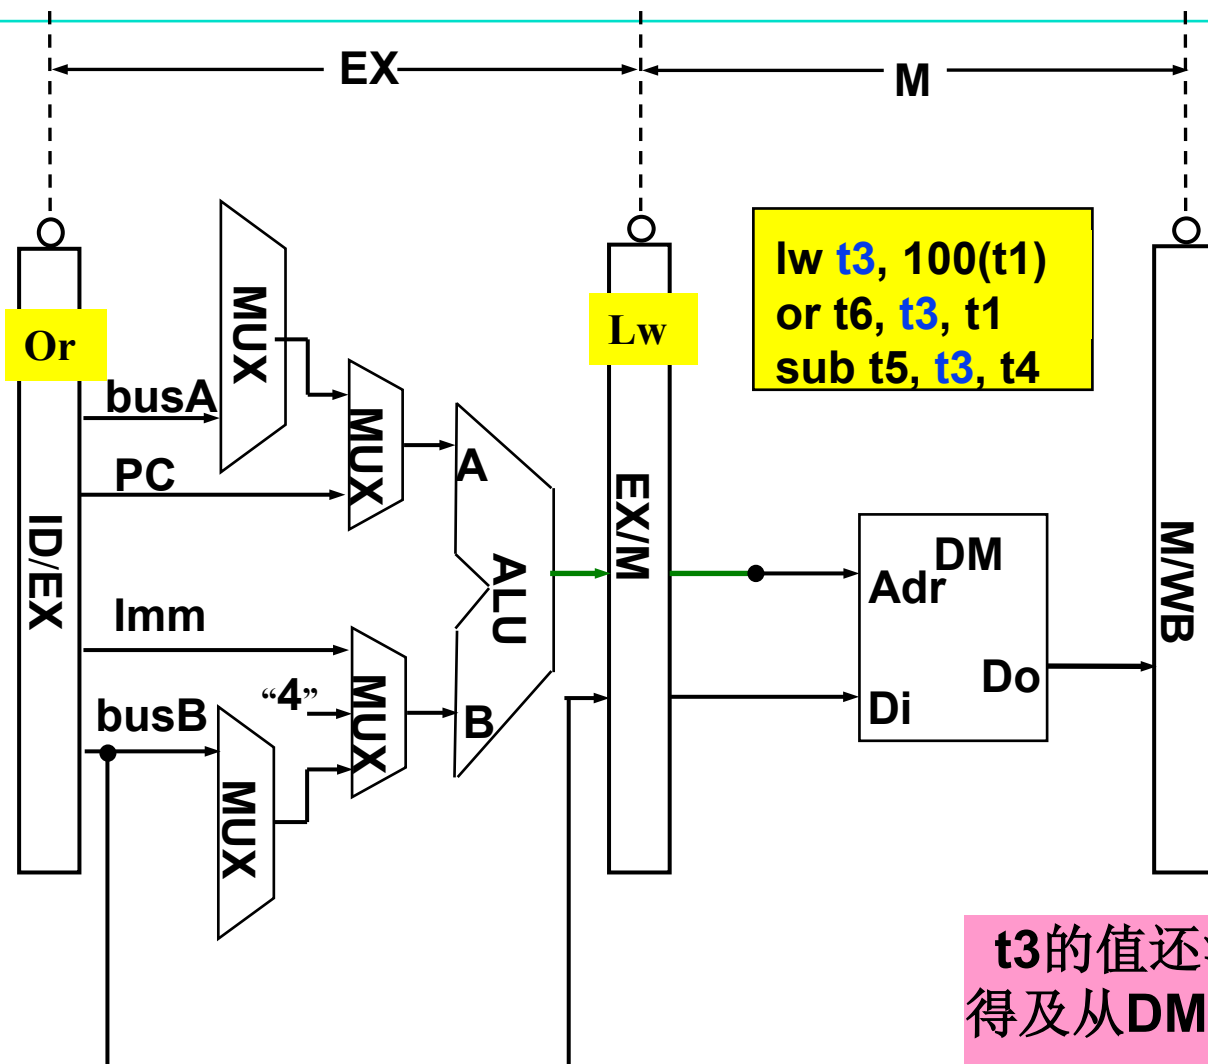 EX
M
lw t3, 100(t1)
or t6, t3, t1
sub t5, t3, t4
Or
Lw
MUX
busA
MUX
PC
A
ID/EX
EX/M
ALU
DM
Adr
M/WB
Imm
“4”
MUX
B
Do
Di
busB
MUX
t3的值还
得及从DM